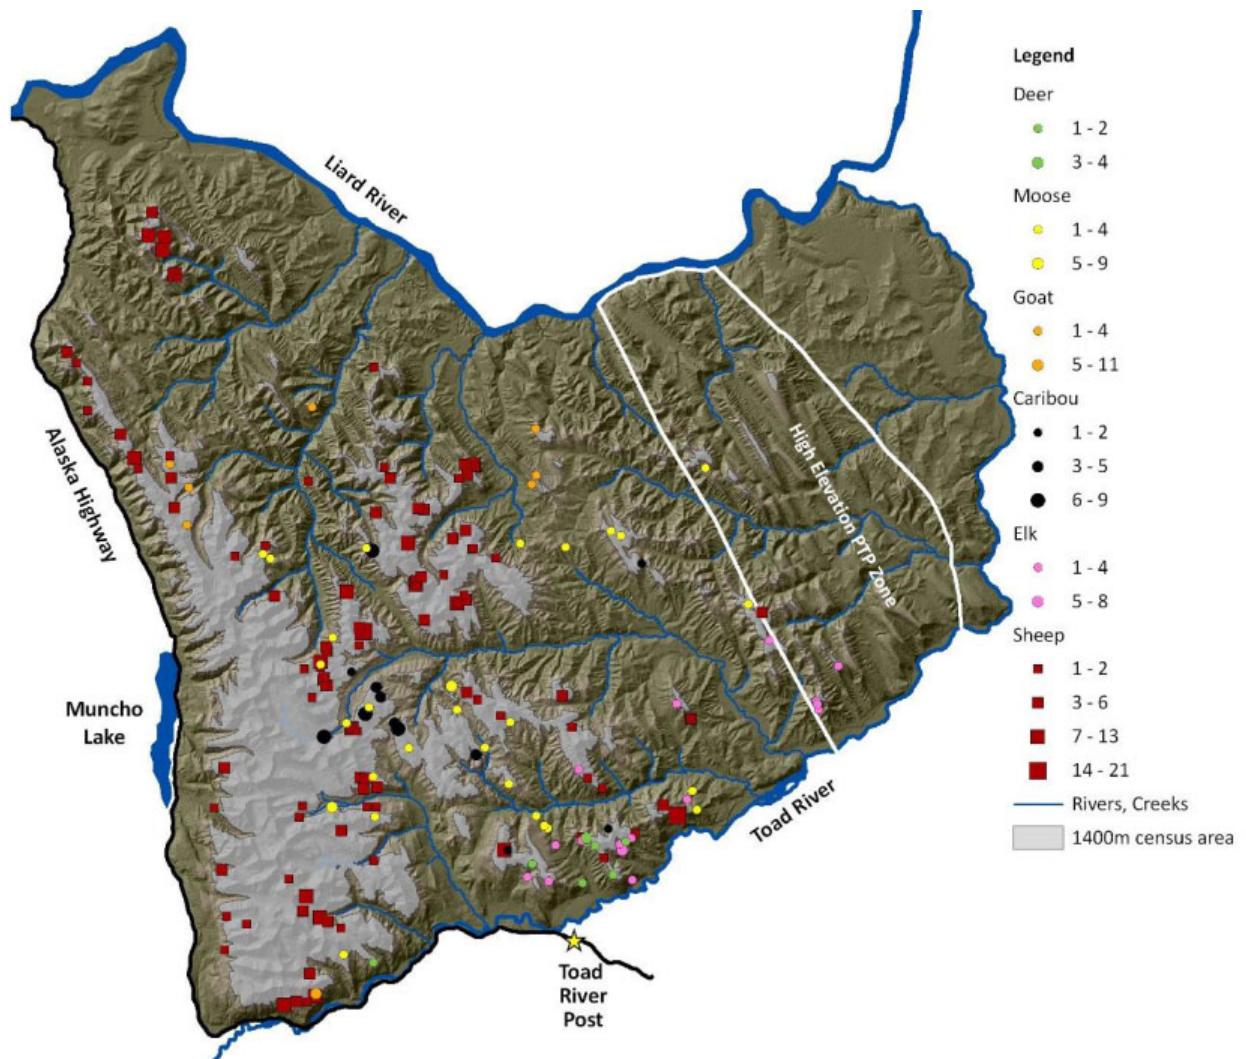 Legend
Deer
1 - 2
3 - 4
Moose
1 - 4
5 - 9
Goat
1 - 4
5 - 11
Caribou
1 - 2
3 - 5
6 - 9
Elk
1 - 4
5 - 8
Sheep
1 - 2
3 - 6
7 - 13
14 - 21
Rivers, Creeks
1400m census area
Liard River
Alaska Highway
High Elevation PTP Zone
Muncho
Lake
Toad River
Toad
River
Post